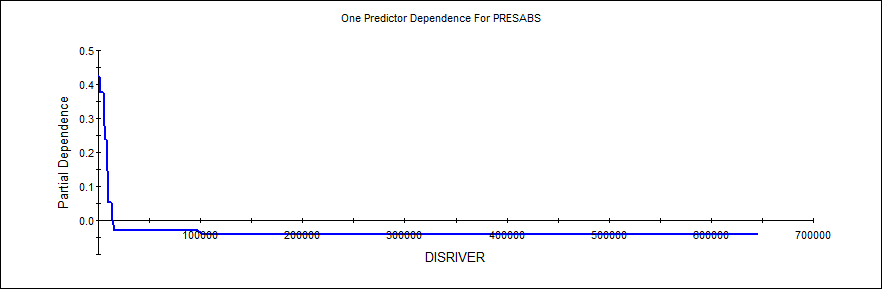 One Predictor Dependence For PRESABS
0.5
0.4
0.3
0.2
0.1
0.0
Partial Dependence
100000 200000 300000 400000 500000 600000 700000
DISRIVER